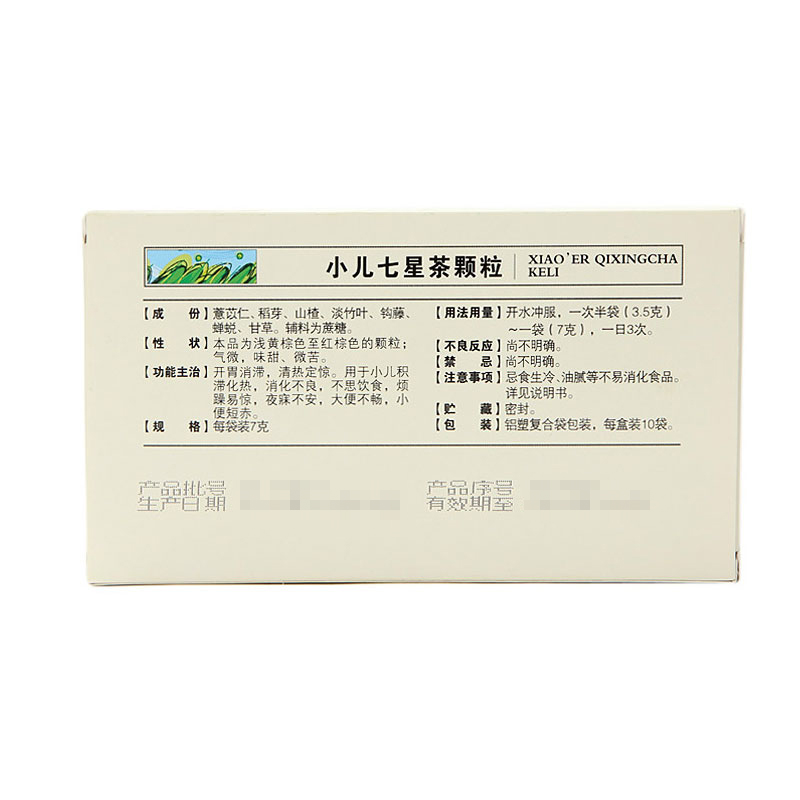 小儿七星茶颗粒
XIAO'ER QIXINGCHA
KELI
【成 份】薏苡仁、稻芽、山楂、淡竹叶、钩藤、
蝉蜕、甘草。辅料为蔗糖。
【性 状】本品为浅黄棕色至红棕色的颗粒；
气微，味甜、微苦。
【功能主治】开胃消滞，清热定惊。用于小儿积
滞化热，消化不良，不思饮食，烦
躁易惊，夜寐不安，大便不畅，小
便短赤。
【规 格】每袋装7克
【用法用量】开水冲服，一次半袋（3.5克）
～一袋（7克），一日3次。
【不良反应】尚不明确。
【禁 忌】尚不明确。
【注意事项】忌食生冷、油腻等不易消化食品。
详见说明书。
【贮 藏】密封。
【包 装】铝塑复合袋包装，每盒装10袋。
产品批号
生产日期
产品序号
有效期至